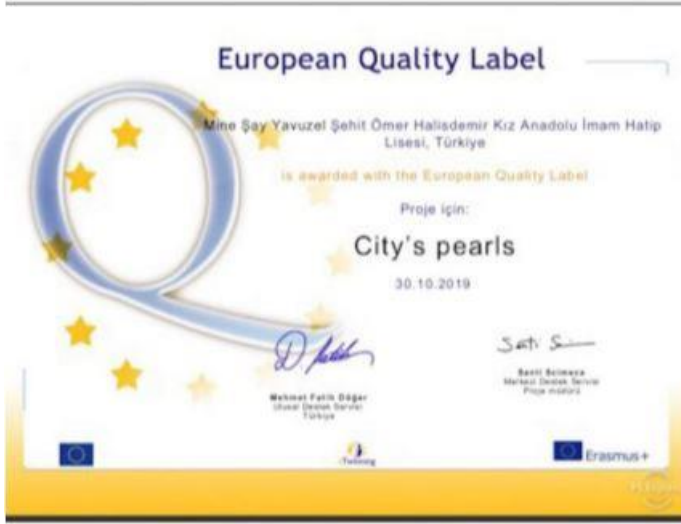 European Quality Label
Mine Şay Yavuzel Şehit Ömer Halisdemir Kız Anadolu İmam Hatip
Lisesi, Türkiye
is awarded with the European Quality Label
Proje için:
City's pearls
30.10.2019
Mehmet Fatih Döğer
Ulusal Destek Servisi
Türkiye
Santi Scimeca
Merkezi Destek Servisi
Proje müdürü
eTwinning
Erasmus+